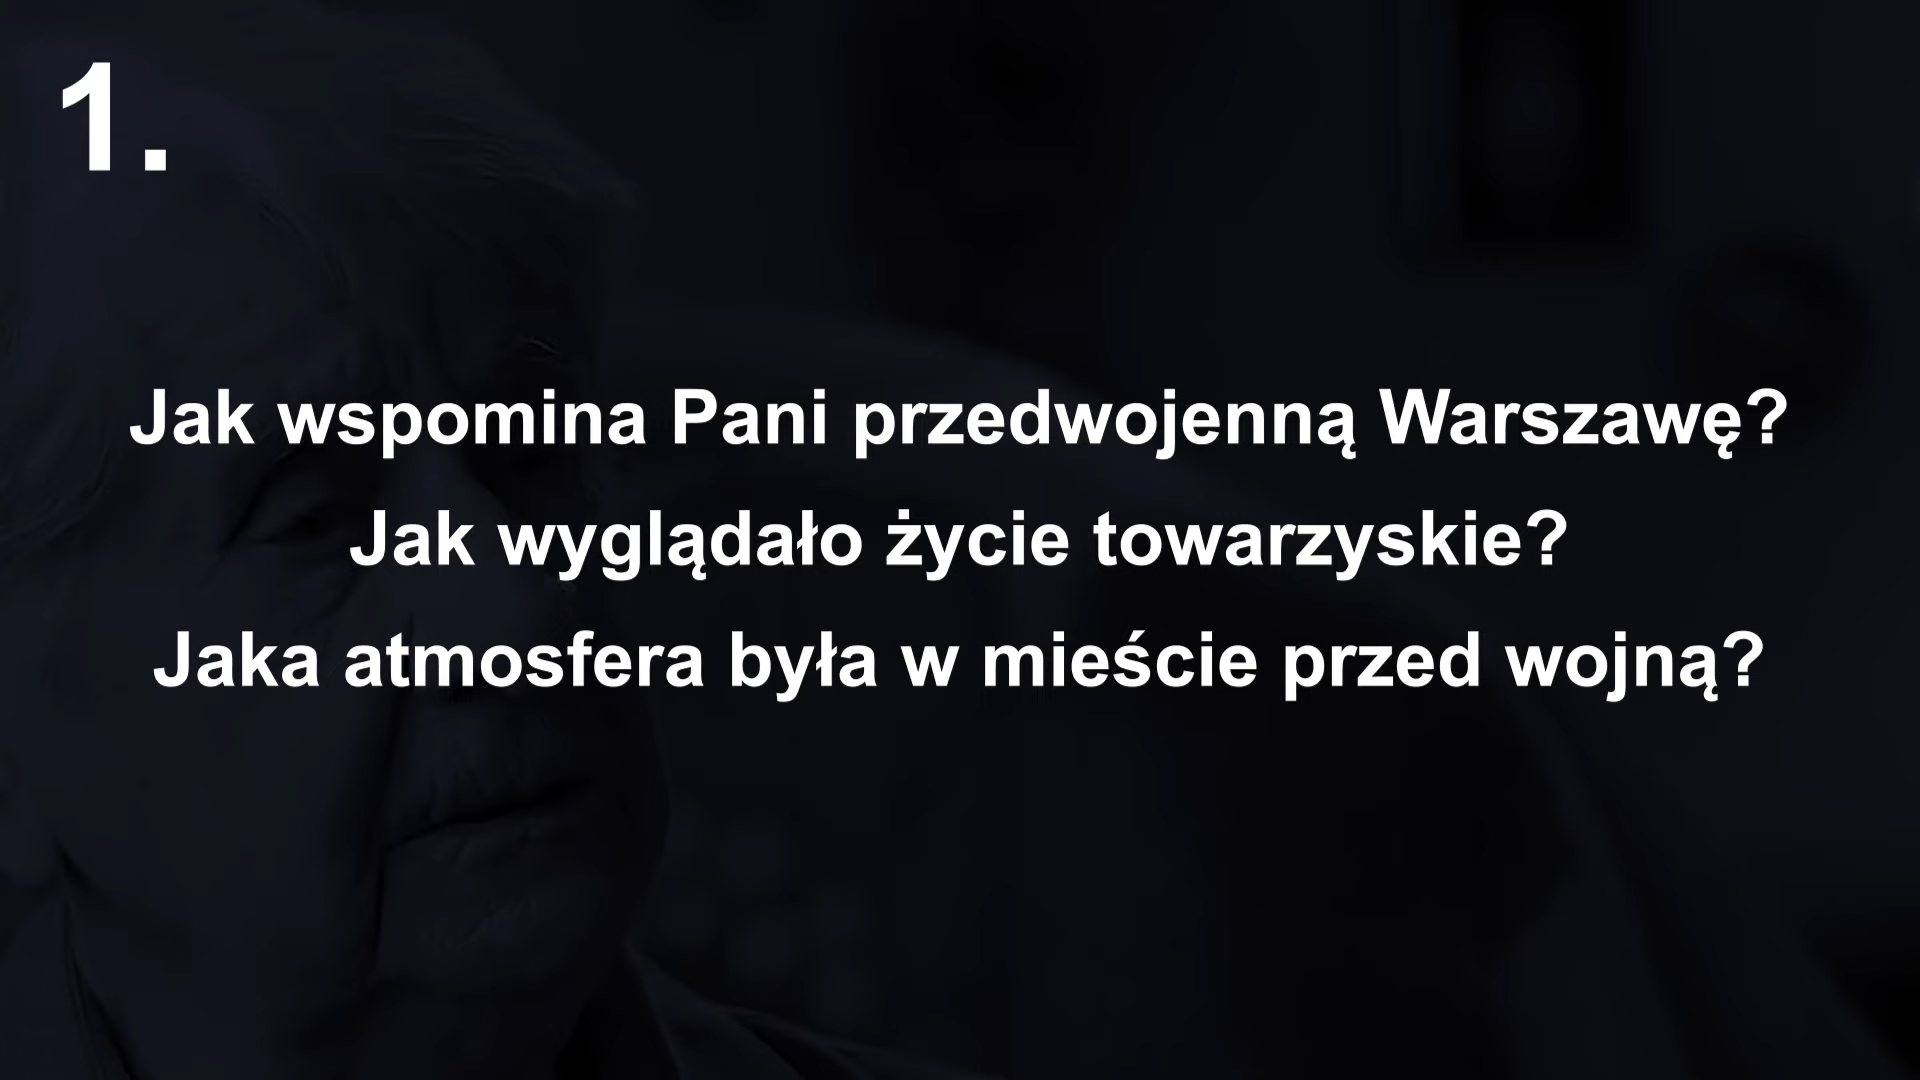 1.
Jak wspomina Pani przedwojenną Warszawę?
Jak wyglądało życie towarzyskie?
Jaka atmosfera była w mieście przed wojną?